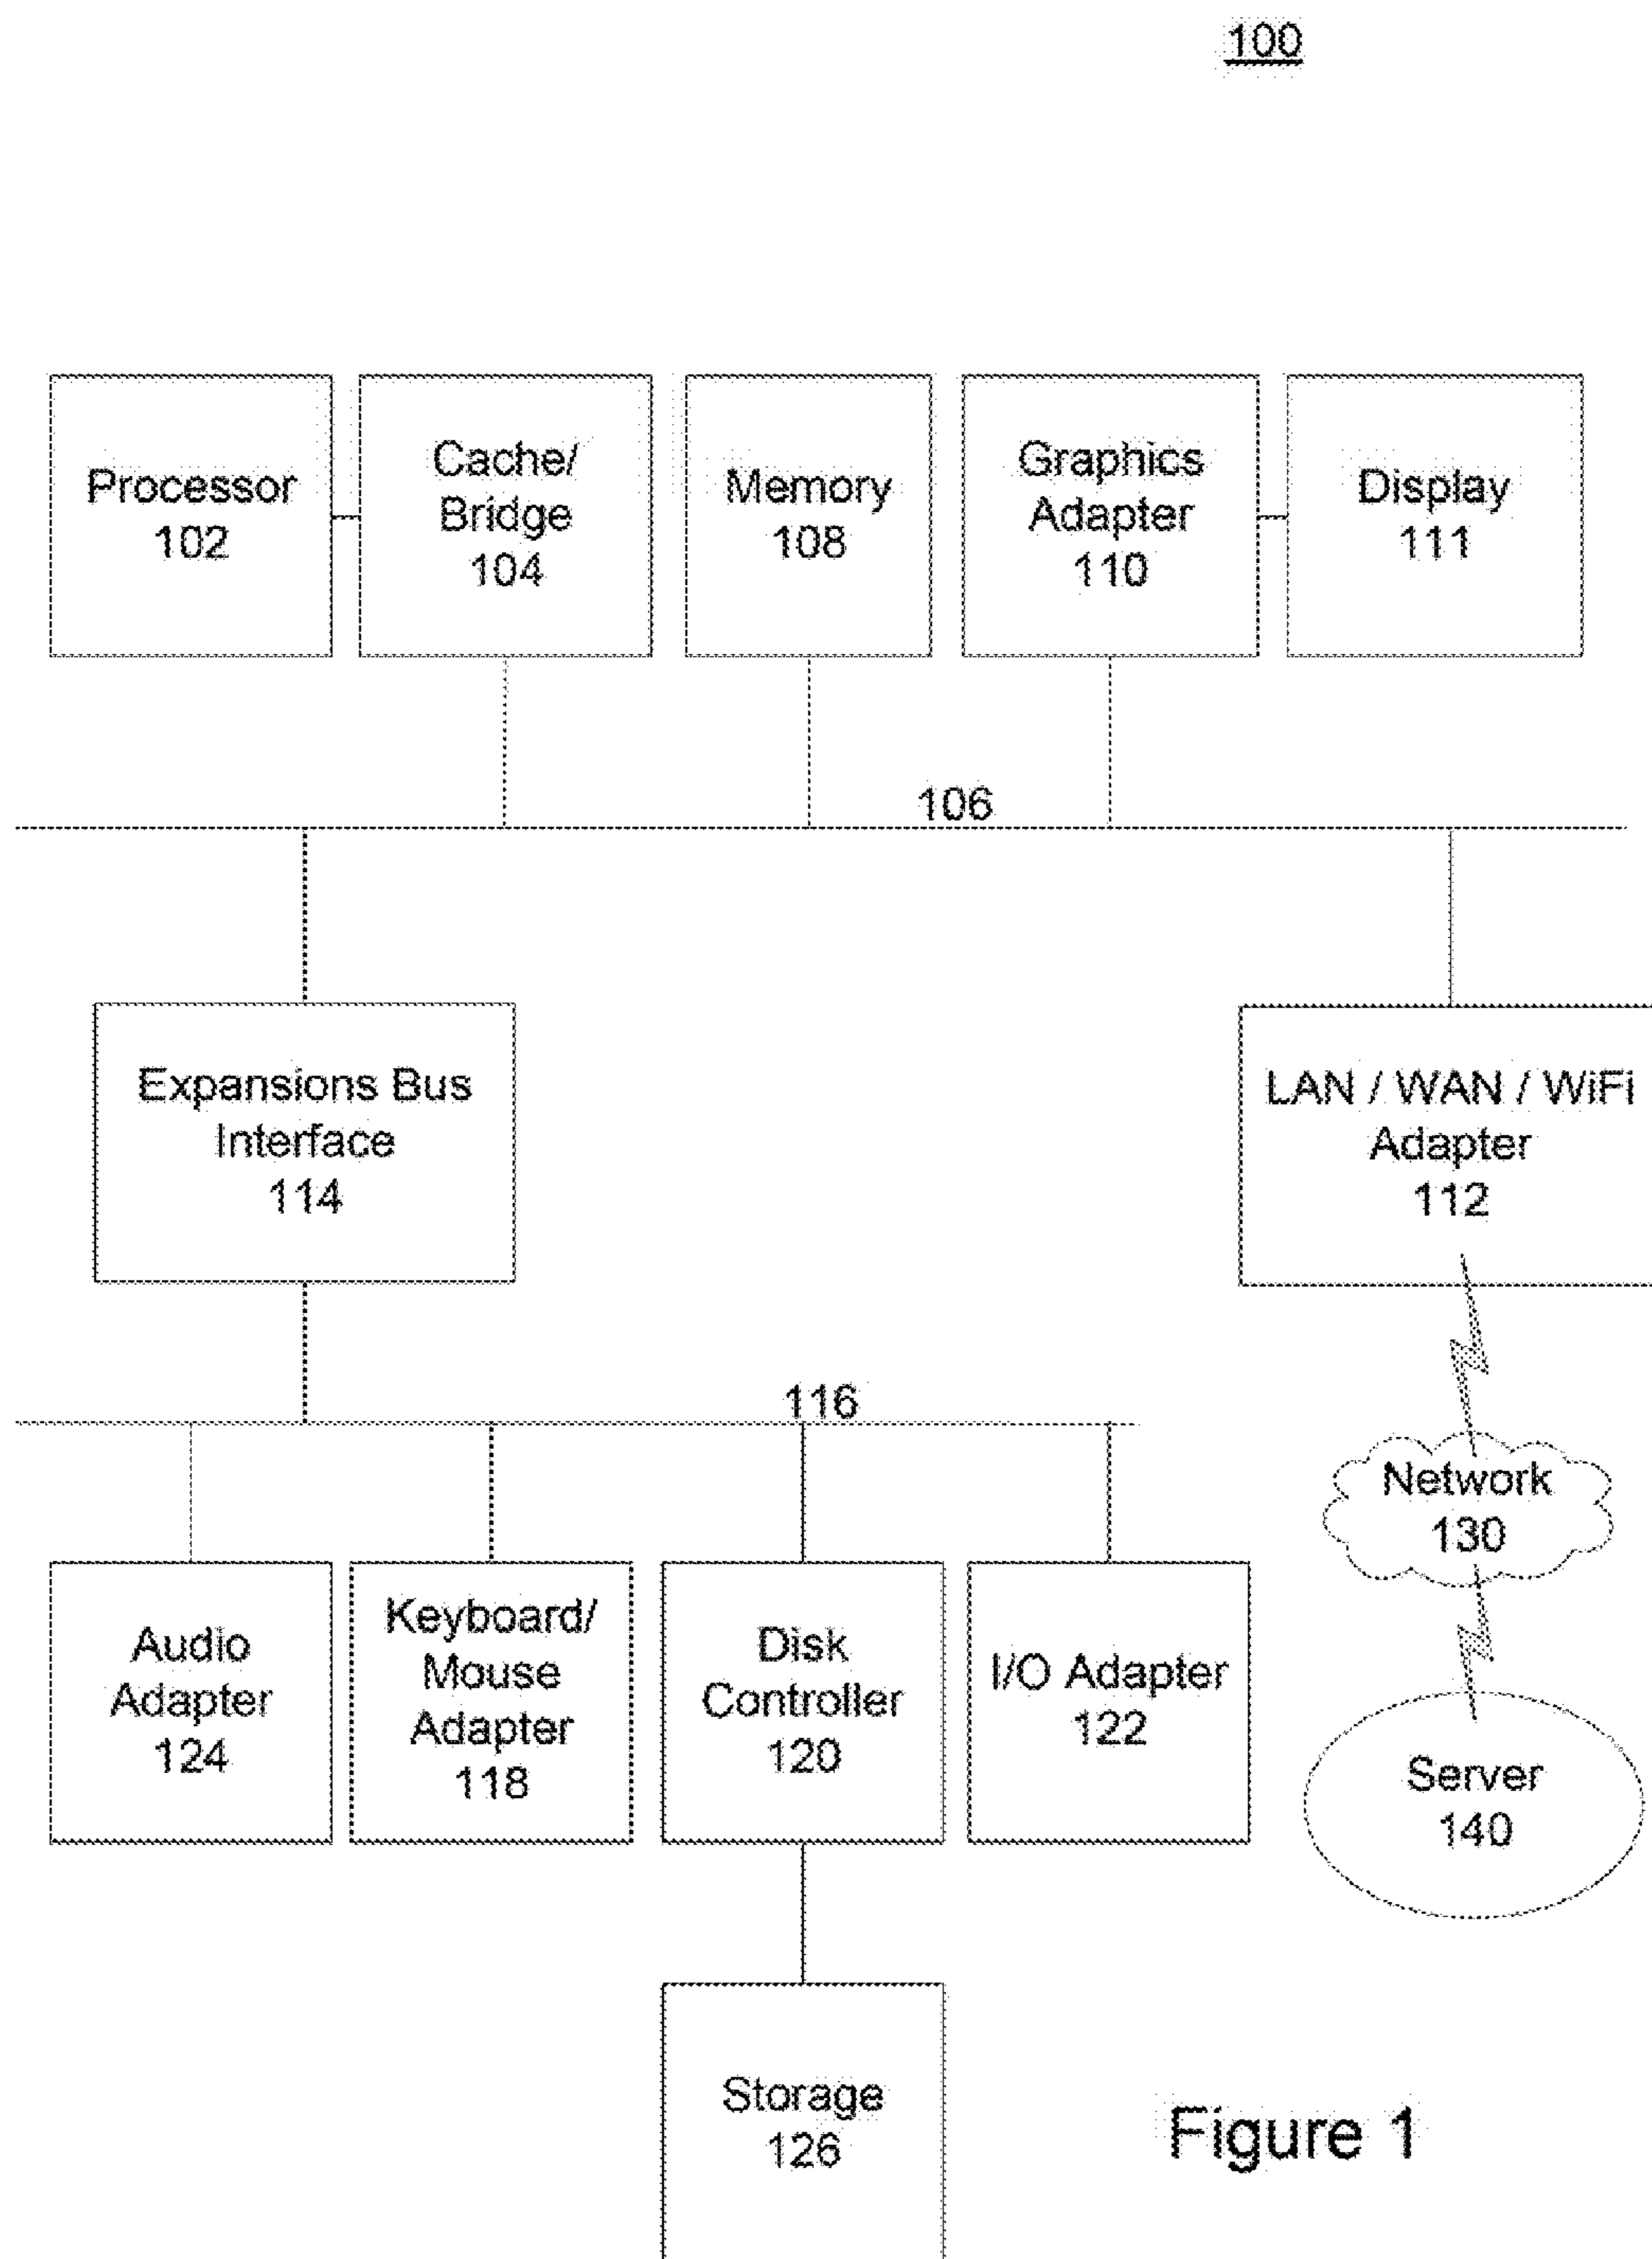 100
Processor
102
Cache/
Bridge
104
Memory
108
Graphics
Adapter
110
Display
111
106
Expansions Bus
Interface
114
LAN / WAN / WiFi
Adapter
112
116
Network
130
Audio
Adapter
124
Keyboard/
Mouse
Adapter
118
Disk
Controller
120
I/O Adapter
122
Server
140
Storage
126
Figure 1